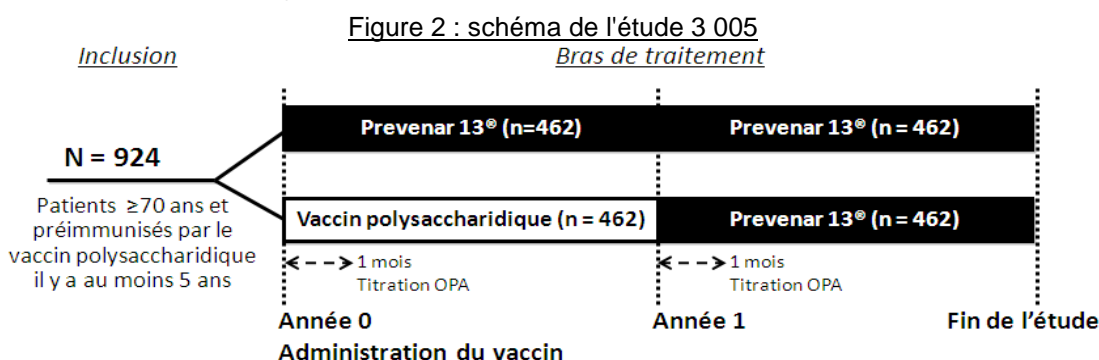 Figure 2 : schéma de l'étude 3 005
Inclusion
Bras de traitement
Prevenar 13® (n=462)
Prevenar 13® (n = 462)
N = 924
Patients ≥70 ans et
préimmunisés par le
vaccin polysaccharidique
il y a au moins 5 ans
Vaccin polysaccharidique (n = 462)
Prevenar 13® (n = 462)
1 mois
Titration OPA
1 mois
Titration OPA
Année 0
Administration du vaccin
Année 1
Fin de l'étude